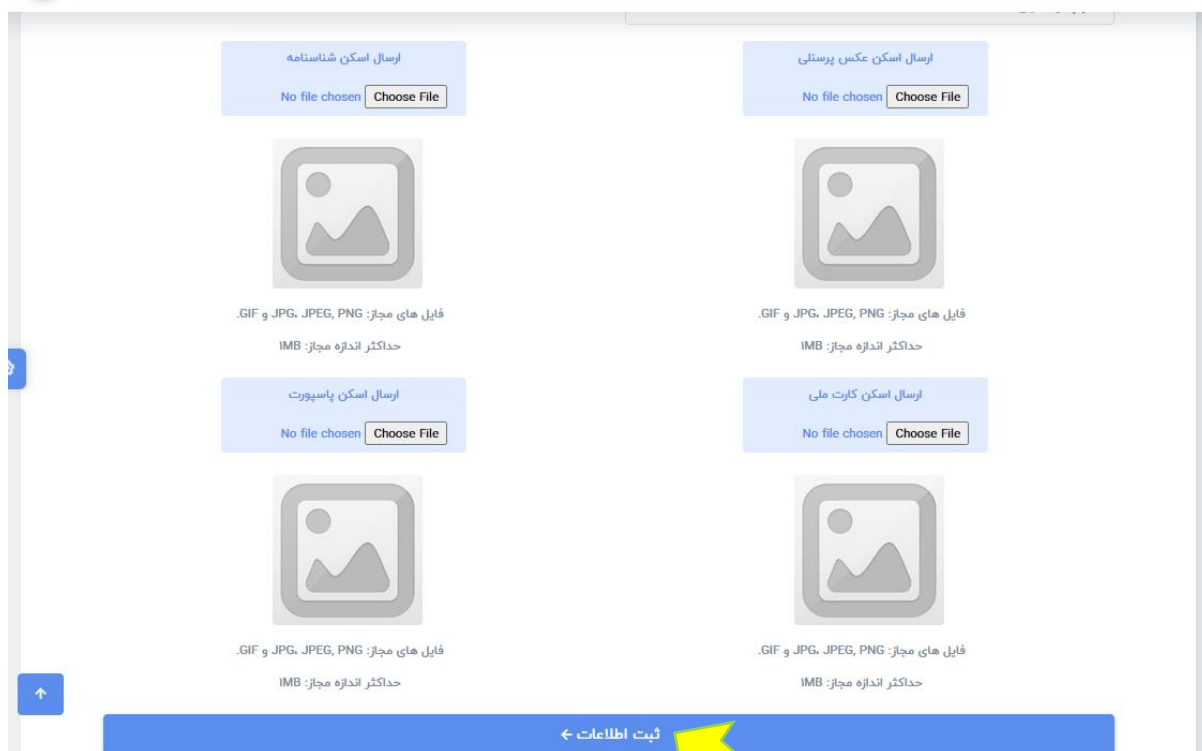 ارسال اسکن عکس پرسنلی
Choose File No file chosen
فایل های مجاز: JPG، JPEG, PNG و GIF.
حداکثر اندازه مجاز: ۱MB
ارسال اسکن شناسنامه
Choose File No file chosen
فایل های مجاز: JPG، JPEG, PNG و GIF.
حداکثر اندازه مجاز: ۱MB
ارسال اسکن کارت ملی
Choose File No file chosen
فایل های مجاز: JPG، JPEG, PNG و GIF.
حداکثر اندازه مجاز: ۱MB
ارسال اسکن پاسپورت
Choose File No file chosen
فایل های مجاز: JPG، JPEG, PNG و GIF.
حداکثر اندازه مجاز: ۱MB
ثبت اطلاعات ←